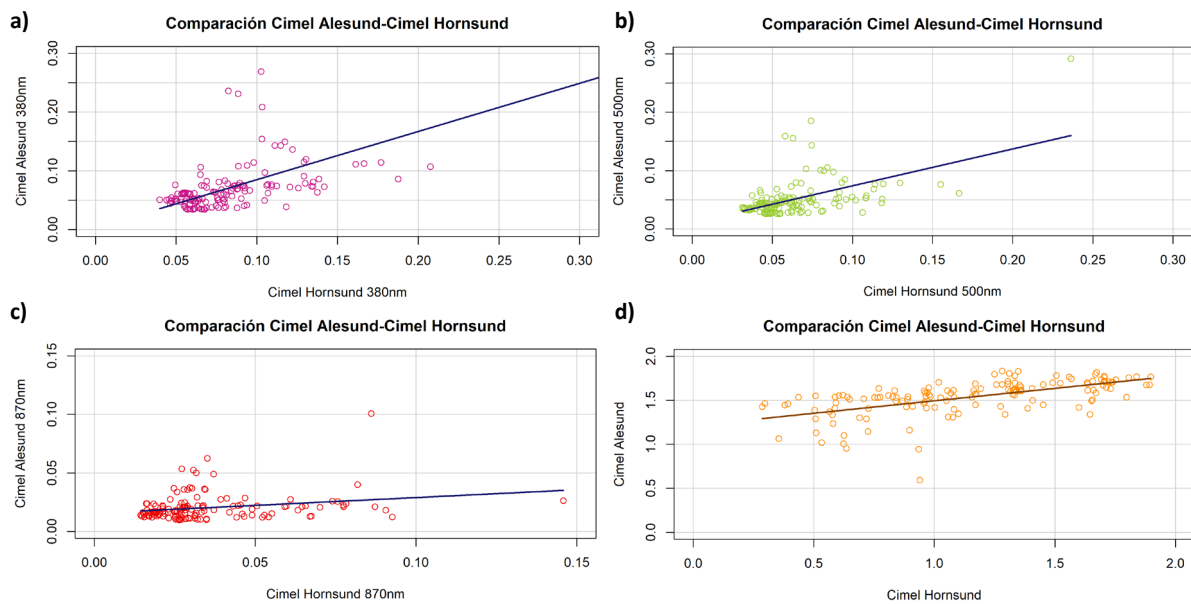 a)
Comparación Cimel Alesund-Cimel Hornsund
Cimel Alesund 380nm
0.30
0.20
0.10
0.00
0.00 0.05 0.10 0.15 0.20 0.25 0.30
Cimel Hornsund 380nm
b)
Comparación Cimel Alesund-Cimel Hornsund
Cimel Alesund 500nm
0.30
0.20
0.10
0.00
0.00 0.05 0.10 0.15 0.20 0.25 0.30
Cimel Hornsund 500nm
c)
Comparación Cimel Alesund-Cimel Hornsund
Cimel Alesund 870nm
0.15
0.10
0.05
0.00
0.00 0.05 0.10 0.15
Cimel Hornsund 870nm
d)
Comparación Cimel Alesund-Cimel Hornsund
Cimel Alesund
2.0
1.5
1.0
0.5
0.0
0.0 0.5 1.0 1.5 2.0
Cimel Hornsund